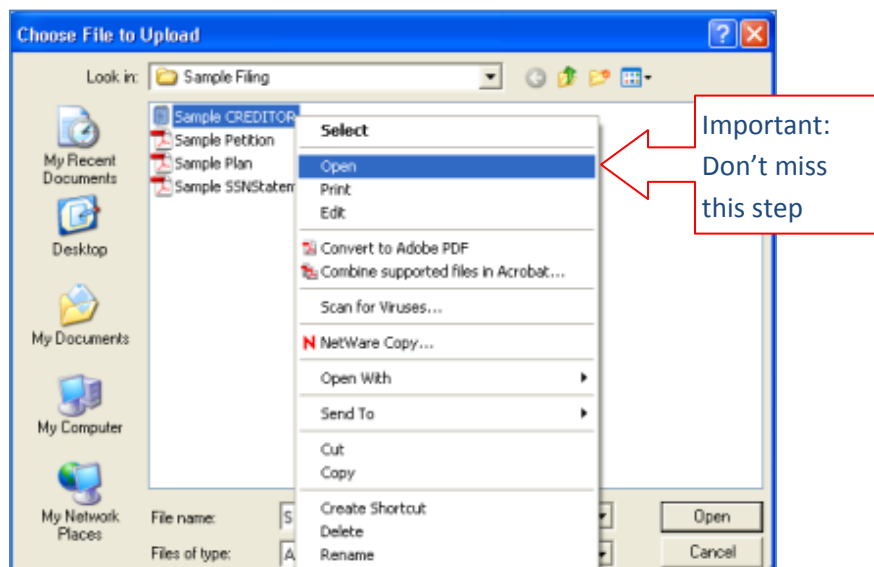 Choose File to Upload
Look in: Sample Filing
My Recent
Documents
Desktop
My Documents
My Computer
My Network
Places
Sample CREDITOR
Sample Petition
Sample Plan
Sample SSNStatem
Select
Open
Print
Edit
Convert to Adobe PDF
Combine supported files in Acrobat...
Scan for Viruses...
N NetWare Copy...
Open With
Send To
Cut
Copy
Create Shortcut
Delete
Rename
Important:
Don't miss
this step
File name: S
Open
Files of type: A
Cancel